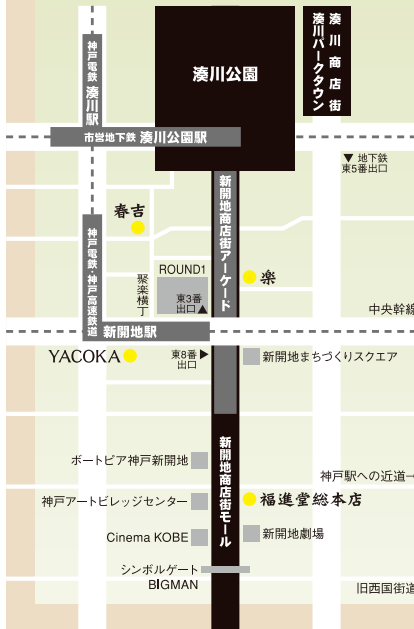 湊川公園
湊川商店街
湊川パークタウン
神戸電鉄 湊川駅
市営地下鉄 湊川公園駅
▼ 地下鉄
東5番出口
春吉
新開地商店街アーケード
神戸電鉄・神戸高速鉄道
聚楽横丁
ROUND1
東3番
出口▲
楽
中央幹線
新開地駅
YACOKA
東8番▶
出口
新開地まちづくりスクエア
ボートピア神戸新開地
新開地商店街モール
神戸駅への近道→
神戸アートビレッジセンター
福進堂総本店
Cinema KOBE
新開地劇場
シンボルゲート
BIGMAN
旧西国街道